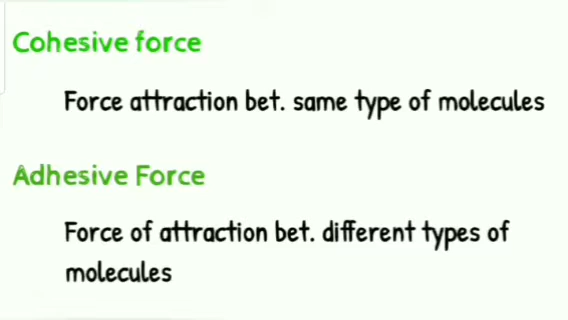 Cohesive force
Force attraction bet. same type of molecules
Adhesive Force
Force of attraction bet. different types of
molecules